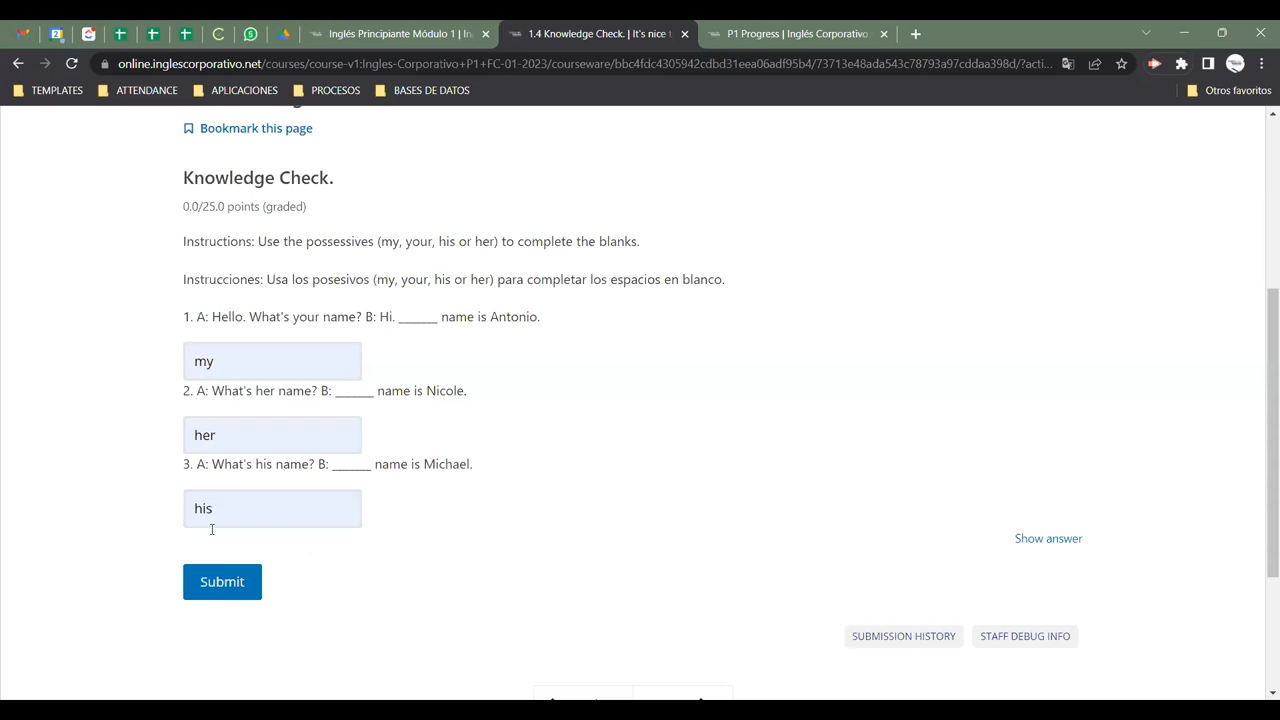 Inglés Principiante Módulo 1 | In
1.4 Knowledge Check. | It's nice t
P1 Progress | Inglés Corporativo
online.inglescorporativo.net/courses/course-v1:Ingles-Corporativo+P1+FC-01-2023/courseware/bbc4fdc4305942cdbd31eea06adf95b4/73713e48ada543c78793a97cddaa398d/?acti...
TEMPLATES
ATTENDANCE
APLICACIONES
PROCESOS
BASES DE DATOS
Otros favoritos
Bookmark this page
Knowledge Check.
0.0/25.0 points (graded)
Instructions: Use the possessives (my, your, his or her) to complete the blanks.
Instrucciones: Usa los posesivos (my, your, his or her) para completar los espacios en blanco.
1. A: Hello. What's your name? B: Hi. ______ name is Antonio.
my
2. A: What's her name? B: ______ name is Nicole.
her
3. A: What's his name? B: ______ name is Michael.
his
Show answer
Submit
SUBMISSION HISTORY
STAFF DEBUG INFO